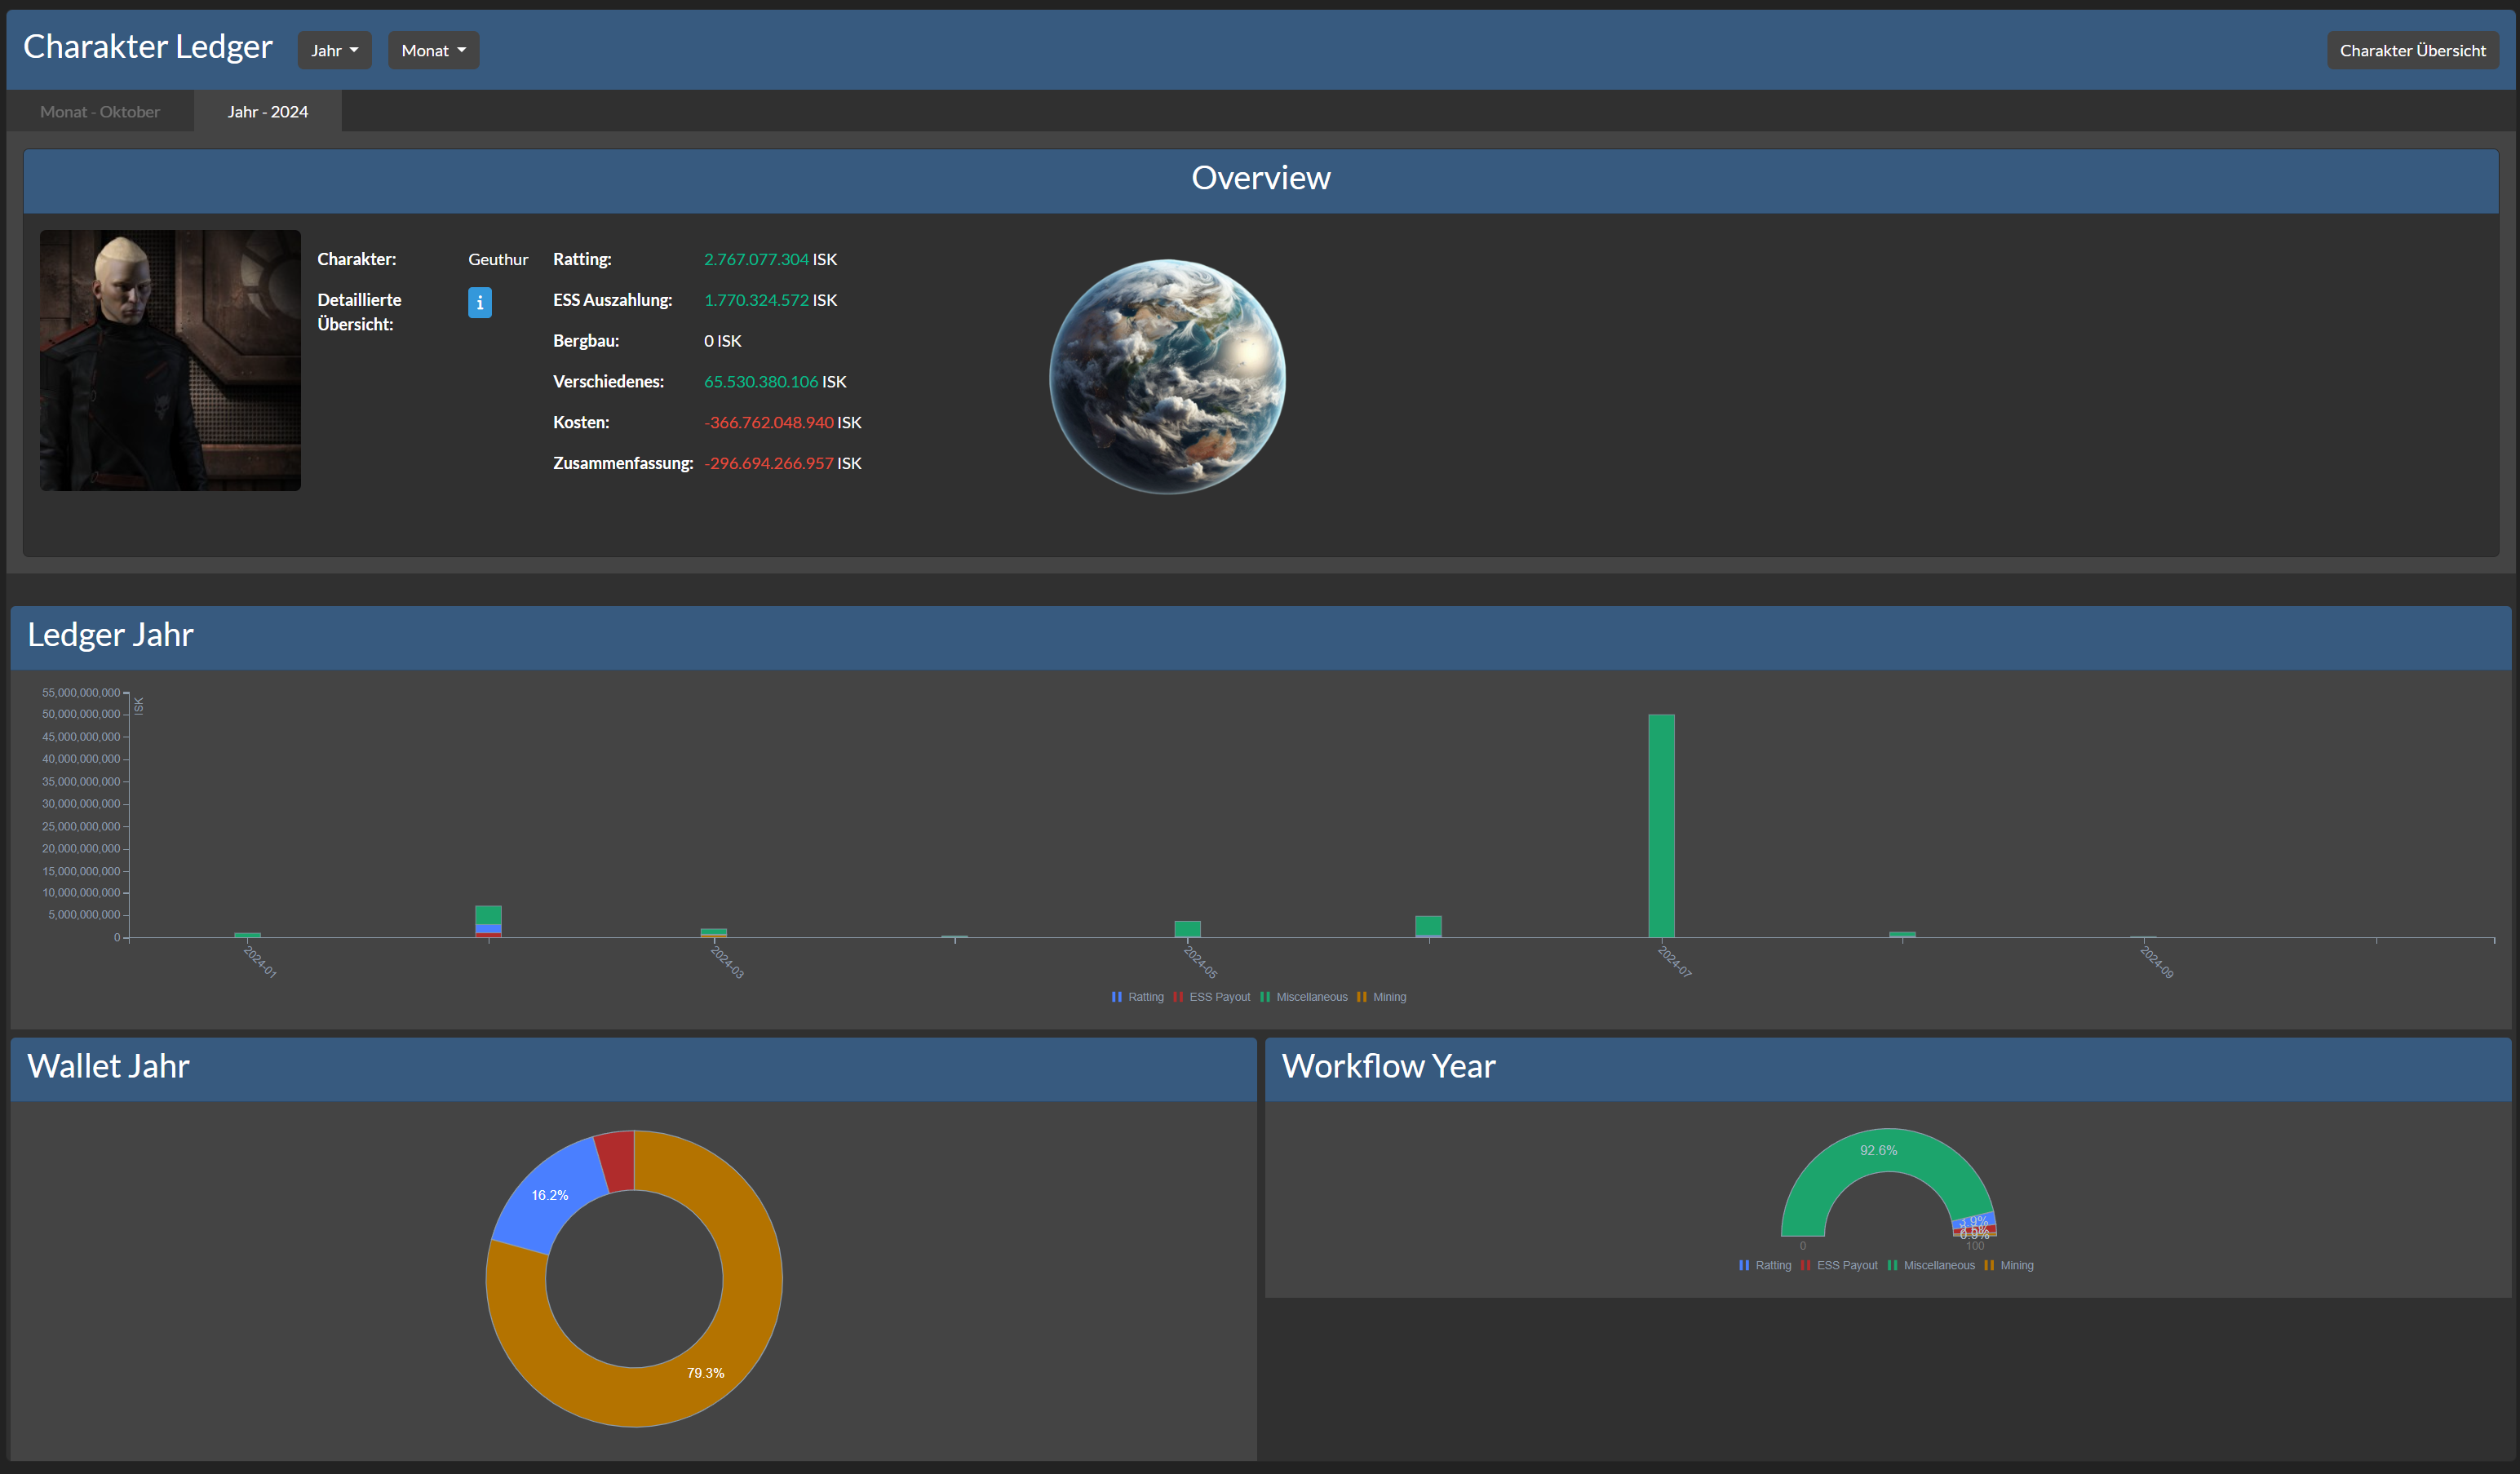 Charakter Ledger
Jahr
Monat
Charakter Übersicht
Monat - Oktober
Jahr - 2024
Overview
Charakter: Geuthur
Detaillierte
Übersicht:
Ratting: 2.767.077.304 ISK
ESS Auszahlung: 1.770.324.572 ISK
Bergbau: 0 ISK
Verschiedenes: 65.530.380.106 ISK
Kosten: -366.762.048.940 ISK
Zusammenfassung: -296.694.266.957 ISK
Ledger Jahr
55,000,000,000
ISK
50,000,000,000
45,000,000,000
40,000,000,000
35,000,000,000
30,000,000,000
25,000,000,000
20,000,000,000
15,000,000,000
10,000,000,000
5,000,000,000
0
2024-01
2024-03
2024-05
2024-07
2024-09
Ratting ESS Payout Miscellaneous Mining
Wallet Jahr
16.2%
79.3%
Workflow Year
92.6%
0 100
Ratting ESS Payout Miscellaneous Mining